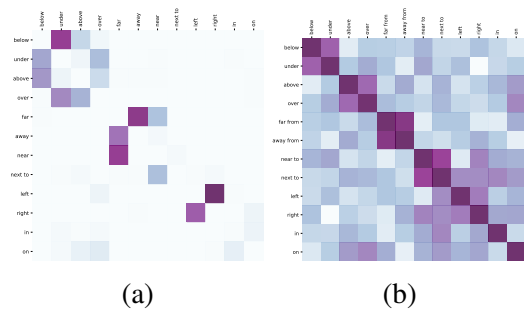 below under above over far away near next to left right in on
below
under
above
over
far
away
near
next to
left
right
in
on
(a)
below under above over far from away from near to next to left right in on
below
under
above
over
far from
away from
near to
next to
left
right
in
on
(b)